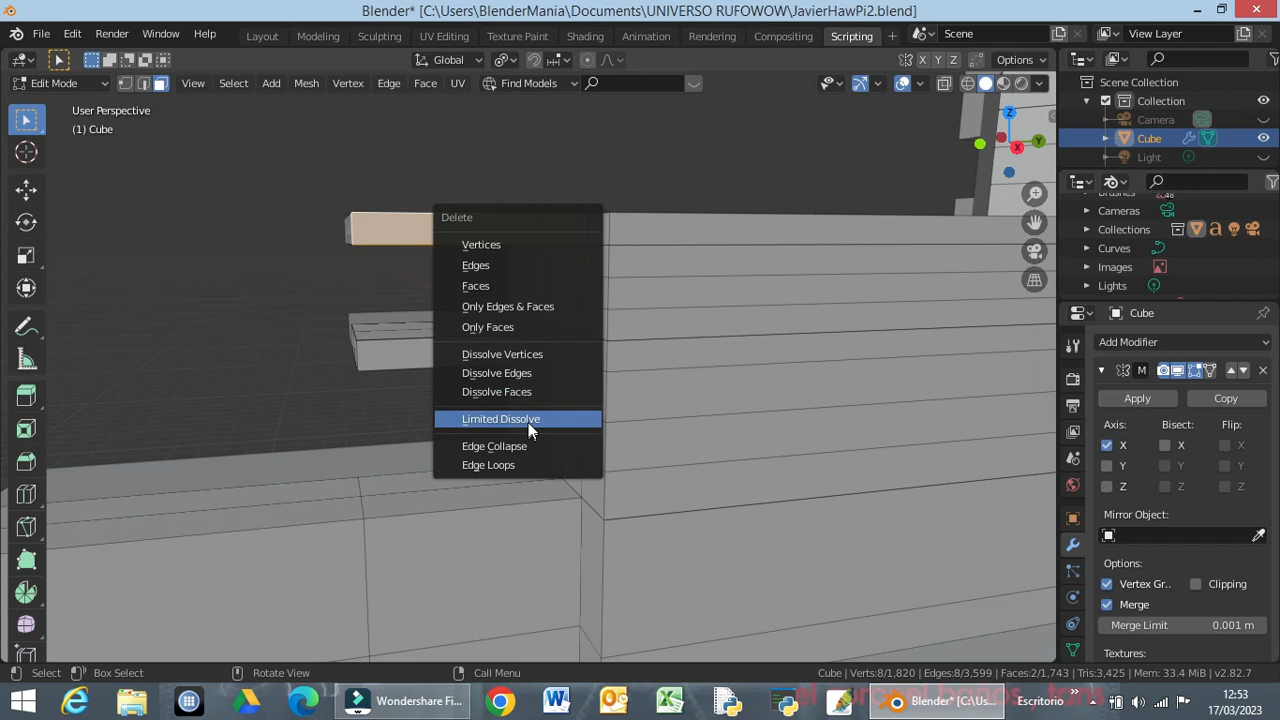 Blender* [C:\Users\BlenderMania\Documents\UNIVERSO RUFOWOW\JavierHawPi2.blend]
File Edit Render Window Help Layout Modeling Sculpting UV Editing Texture Paint Shading Animation Rendering Compositing Scripting Scene View Layer
Global X Y Z Options
Edit Mode View Select Add Mesh Vertex Edge Face UV Find Models
User Perspective
(1) Cube
Delete
Vertices
Edges
Faces
Only Edges & Faces
Only Faces
Dissolve Vertices
Dissolve Edges
Dissolve Faces
Limited Dissolve
Edge Collapse
Edge Loops
Z
Y
X
Scene Collection
Collection
Camera
Cube
Light
Brushes
Cameras
Collections
Curves
Images
Lights
Cube
Add Modifier
M
Apply Copy
Axis: Bisect: Flip:
X X X
Y Y Y
Z Z Z
Mirror Object:
Options:
Vertex Gr.. Clipping
Merge
Merge Limit 0.001 m
Textures:
Select Box Select Rotate View Call Menu Cube | Verts:8/1,820 | Edges:8/3,599 | Faces:2/1,743 | Tris:3,425 | Mem: 33.4 MiB | v2.82.7
Wondershare Fi... Blender* [C:\Us... Escritorio
12:53
17/03/2023